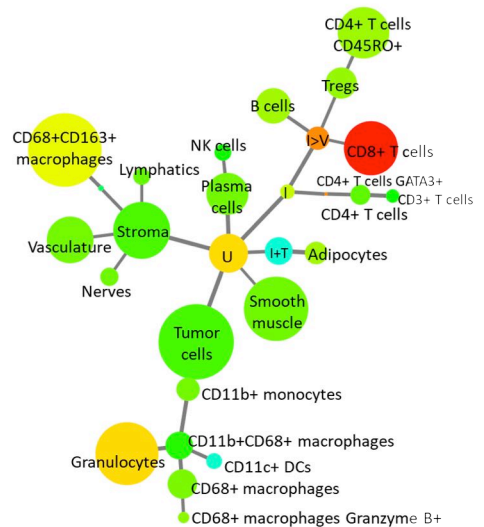 CD4+ T cells
CD45RO+
Tregs
B cells
I>V
CD8+ T cells
CD68+CD163+
macrophages
NK cells
Lymphatics
Plasma
cells
I
CD4+ T cells GATA3+
CD3+ T cells
CD4+ T cells
Stroma
Vasculature
U
I+T
Adipocytes
Nerves
Smooth
muscle
Tumor
cells
CD11b+ monocytes
CD11b+CD68+ macrophages
Granulocytes
CD11c+ DCs
CD68+ macrophages
CD68+ macrophages Granzyme B+